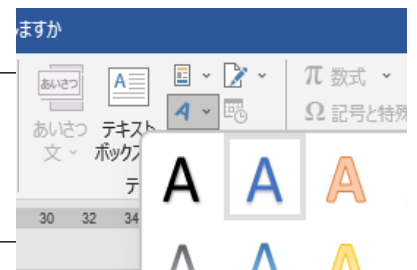 ますか
あいさつ
A
A
π 数式
Ω 記号と特殊
あいさつ
文
テキスト
ボックス
テ
A A A
30 32 34
A A A